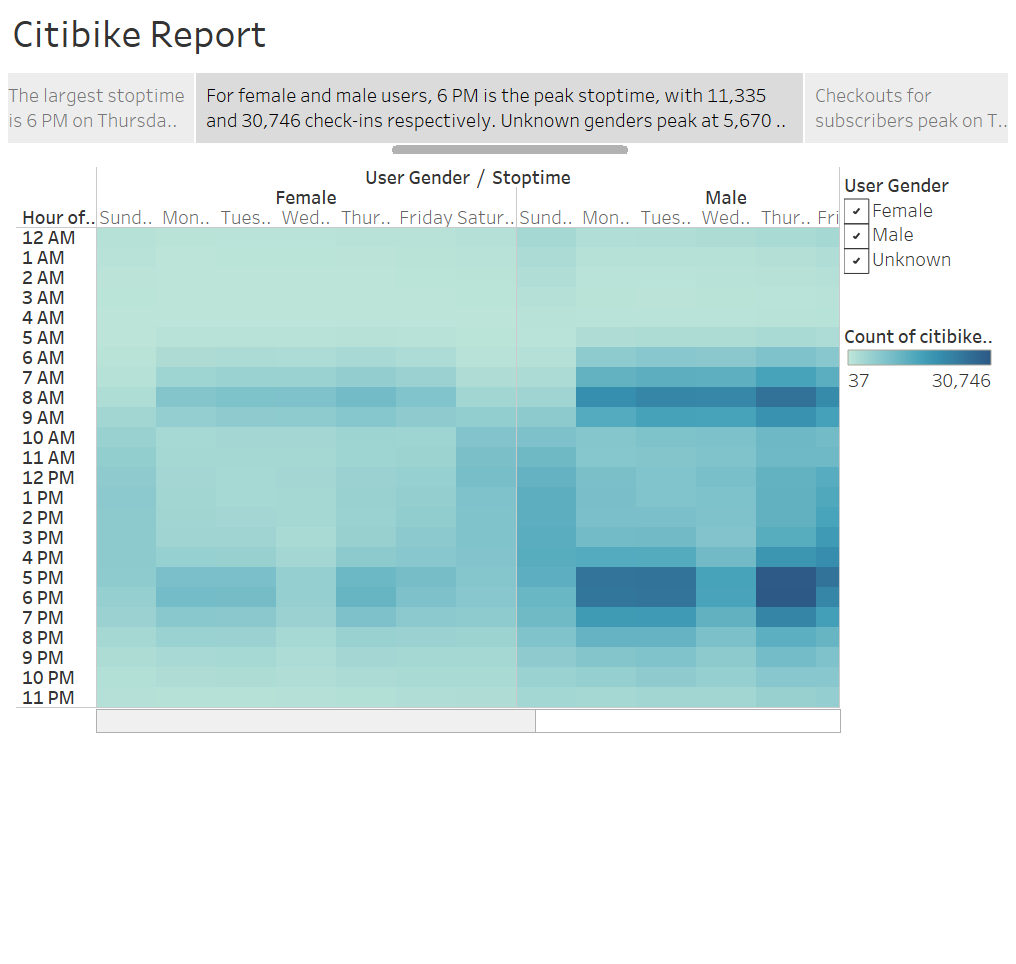 Citibike Report
The largest stoptime
is 6 PM on Thursda..
For female and male users, 6 PM is the peak stoptime, with 11,335
and 30,746 check-ins respectively. Unknown genders peak at 5,670 ..
Checkouts for
subscribers peak on T..
User Gender / Stoptime
Female Male
Hour of.. Sund.. Mon.. Tues.. Wed.. Thur.. Friday Satur.. Sund.. Mon.. Tues.. Wed.. Thur.. Fri
12 AM
1 AM
2 AM
3 AM
4 AM
5 AM
6 AM
7 AM
8 AM
9 AM
10 AM
11 AM
12 PM
1 PM
2 PM
3 PM
4 PM
5 PM
6 PM
7 PM
8 PM
9 PM
10 PM
11 PM
User Gender
Female
Male
Unknown
Count of citibike..
37 30,746